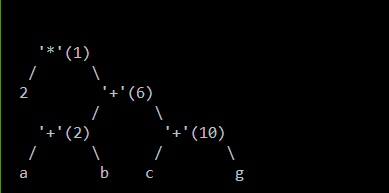 '*'(1)
/ \
2 '+'(6)
/ \
'+'(2) '+'(10)
/ \ / \
a b c g